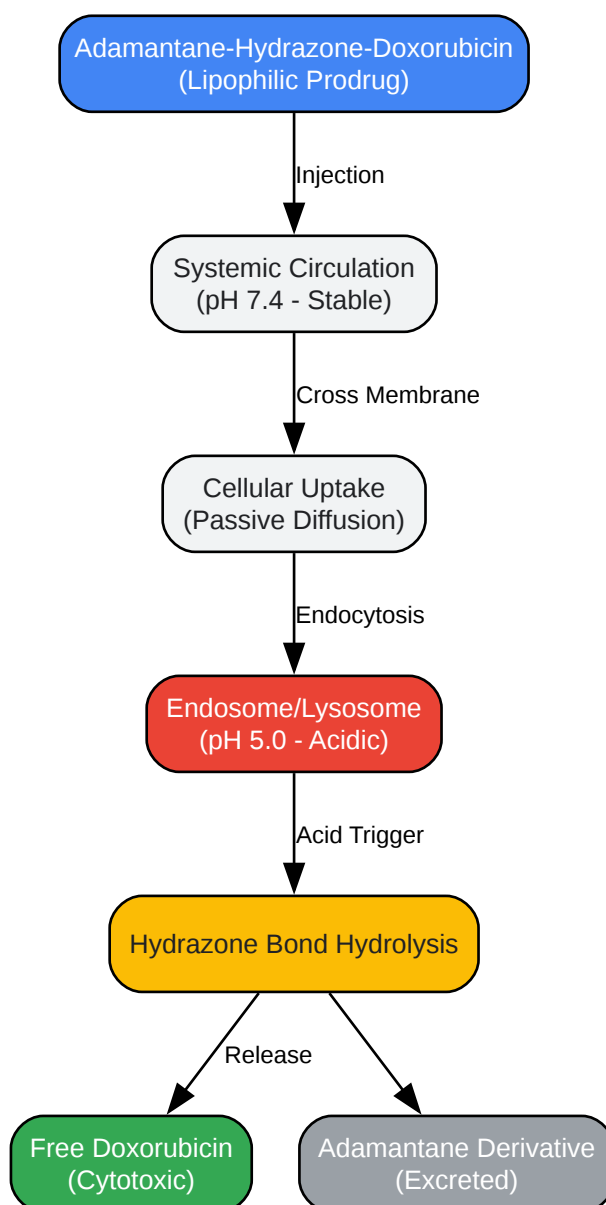 Adamantane-Hydrazone-Doxorubicin
(Lipophilic Prodrug)
Injection
Systemic Circulation
(pH 7.4 - Stable)
Cross Membrane
Cellular Uptake
(Passive Diffusion)
Endocytosis
Endosome/Lysosome
(pH 5.0 - Acidic)
Acid Trigger
Hydrazone Bond Hydrolysis
Release
Free Doxorubicin
(Cytotoxic)
Adamantane Derivative
(Excreted)